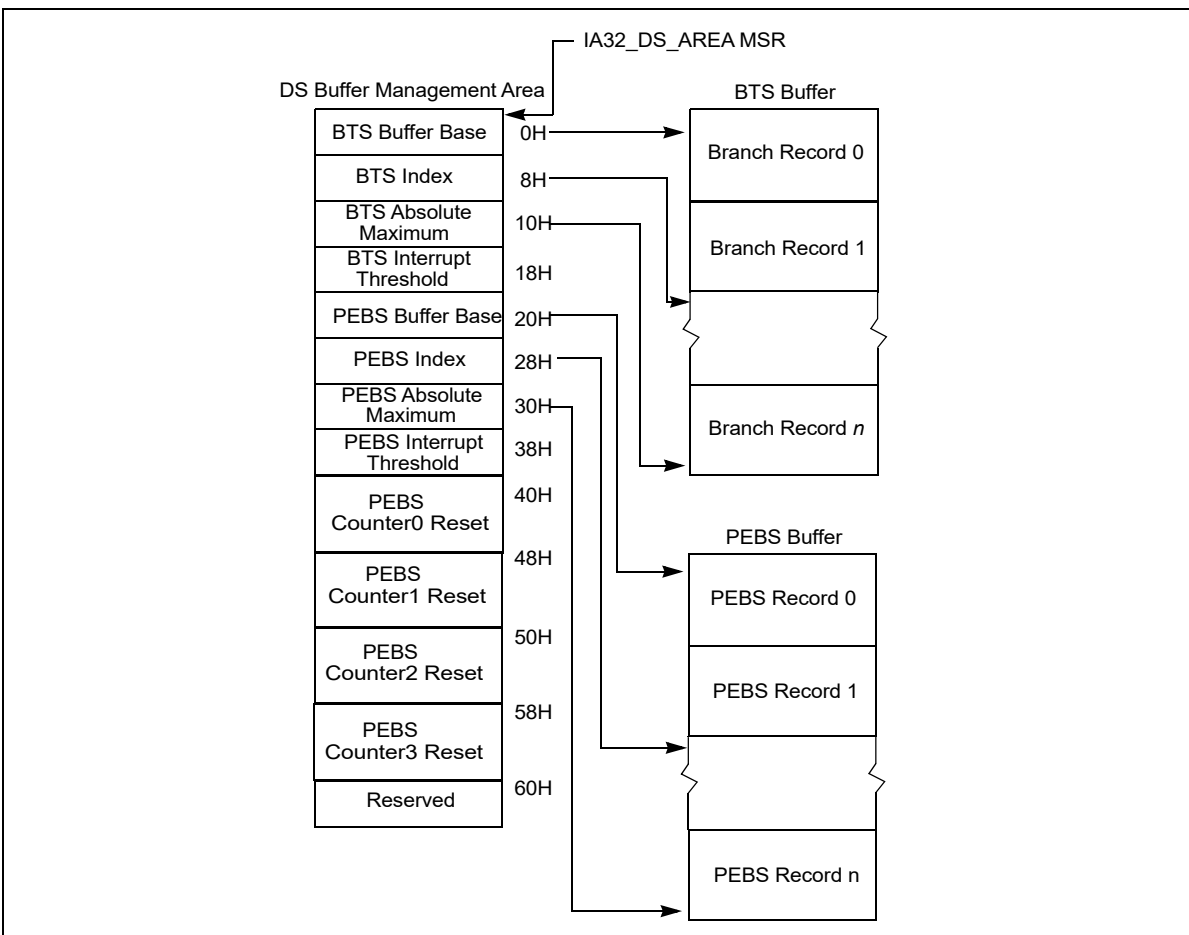 IA32_DS_AREA MSR
DS Buffer Management Area
BTS Buffer Base
0H
BTS Index
8H
BTS Absolute
Maximum
10H
BTS Interrupt
Threshold
18H
PEBS Buffer Base
20H
PEBS Index
28H
PEBS Absolute
Maximum
30H
PEBS Interrupt
Threshold
38H
40H
PEBS
Counter0 Reset
48H
PEBS
Counter1 Reset
50H
PEBS
Counter2 Reset
58H
PEBS
Counter3 Reset
60H
Reserved
BTS Buffer
Branch Record 0
Branch Record 1
Branch Record n
PEBS Buffer
PEBS Record 0
PEBS Record 1
PEBS Record n